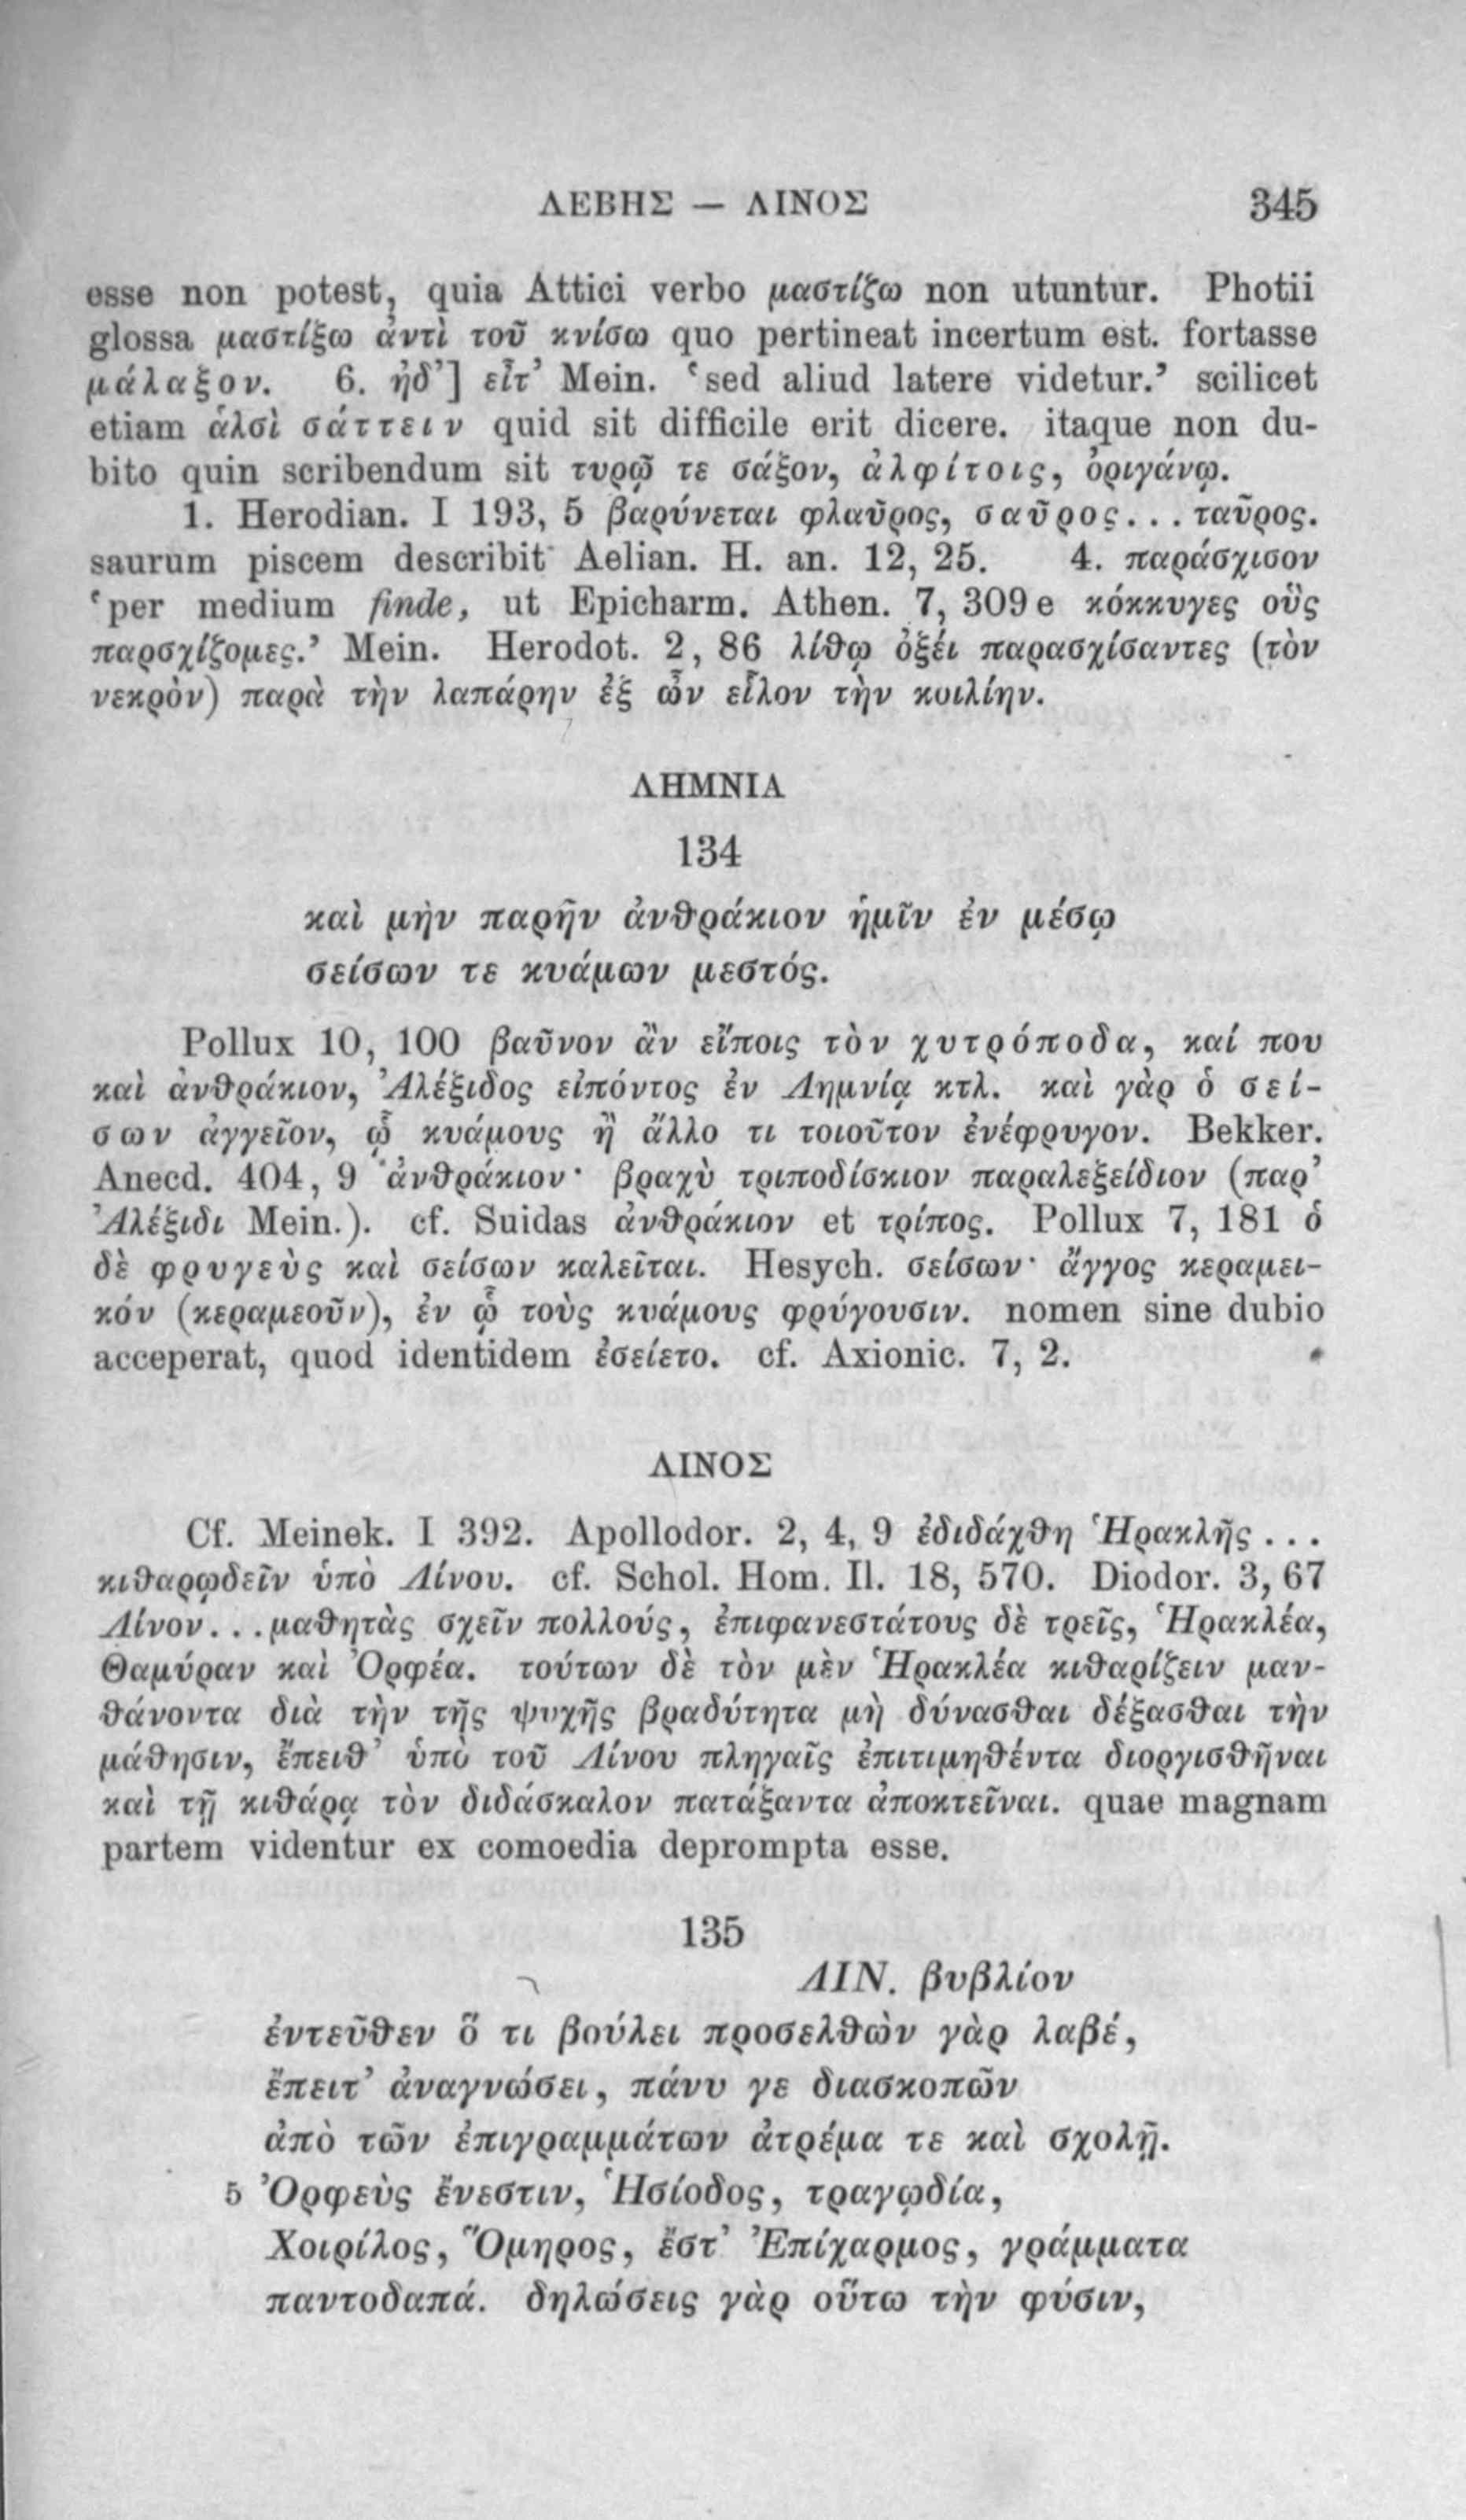 ΛΕΒΗΣ — ΛΙΝΟΣ 345
esse non potest, quia Attici verbo μαστίζω non utuntur. Photii
glossa μαστίξω ἀντὶ τοῦ κνίσω quo pertineat incertum est. fortasse
μάλαξον. 6. ἠδ’] εἶτ’ Mein. ‘sed aliud latere videtur.’ scilicet
etiam ἁλσὶ σάττειν quid sit difficile erit dicere. itaque non du-
bito quin scribendum sit τυρῷ τε σάξον, ἀλφίτοις, ὀριγάνῳ.
1. Herodian. I 193, 5 βαρύνεται φλαῦρος, σαῦρος... ταῦρος.
saurum piscem describit Aelian. H. an. 12, 25. 4. παράσχισον
‘per medium finde, ut Epicharm. Athen. 7, 309 e κόκκυγες οὓς
παρσχίζομες.’ Mein. Herodot. 2, 86 λίθῳ ὀξέι παρασχίσαντες (τὸν
νεκρὸν) παρὰ τὴν λαπάρην ἐξ ὦν εἷλον τὴν κοιλίην.
ΛΗΜΝΙΑ
134
καὶ μὴν παρῆν ἀνθράκιον ἡμῖν ἐν μέσῳ
σείσων τε κυάμων μεστός.
Pollux 10, 100 βαῦνον ἂν εἴποις τὸν χυτρόποδα, καί που
καὶ ἀνθράκιον, Ἀλέξιδος εἰπόντος ἐν Λημνίᾳ κτλ. καὶ γὰρ ὁ σεί-
σων ἀγγεῖον, ᾧ κυάμους ἢ ἄλλο τι τοιοῦτον ἐνέφρυγον. Bekker.
Anecd. 404, 9 ἀνθράκιον· βραχὺ τριποδίσκιον παραλεξείδιον (παρ’
Ἀλέξιδι Mein.). cf. Suidas ἀνθράκιον et τρίπος. Pollux 7, 181 ὁ
δὲ φρυγεὺς καὶ σείσων καλεῖται. Hesych. σείσων· ἄγγος κεραμει-
κόν (κεραμεοῦν), ἐν ᾧ τοὺς κυάμους φρύγουσιν. nomen sine dubio
acceperat, quod identidem ἐσείετο. cf. Axionic. 7, 2.
ΛΙΝΟΣ
Cf. Meinek. I 392. Apollodor. 2, 4, 9 ἐδιδάχθη Ἡρακλῆς ...
κιθαρῳδεῖν ὑπὸ Λίνου. cf. Schol. Hom. Il. 18, 570. Diodor. 3, 67
Λίνον... μαθητὰς σχεῖν πολλούς, ἐπιφανεστάτους δὲ τρεῖς, Ἡρακλέα,
Θαμύραν καὶ Ὀρφέα. τούτων δὲ τὸν μὲν Ἡρακλέα κιθαρίζειν μαν-
θάνοντα διὰ τὴν τῆς ψυχῆς βραδύτητα μὴ δύνασθαι δέξασθαι τὴν
μάθησιν, ἔπειθ’ ὑπὸ τοῦ Λίνου πληγαῖς ἐπιτιμηθέντα διοργισθῆναι
καὶ τῇ κιθάρᾳ τὸν διδάσκαλον πατάξαντα ἀποκτεῖναι. quae magnam
partem videntur ex comoedia deprompta esse.
135
ΛΙΝ. βυβλίον
ἐντεῦθεν ὅ τι βούλει προσελθὼν γὰρ λαβέ,
ἔπειτ’ ἀναγνώσει, πάνυ γε διασκοπῶν
ἀπὸ τῶν ἐπιγραμμάτων ἀτρέμα τε καὶ σχολῇ.
5 Ὀρφεὺς ἔνεστιν, Ἡσίοδος, τραγῳδία,
Χοιρίλος, Ὅμηρος, ἔστ’ Ἐπίχαρμος, γράμματα
παντοδαπά. δηλώσεις γὰρ οὕτω τὴν φύσιν,